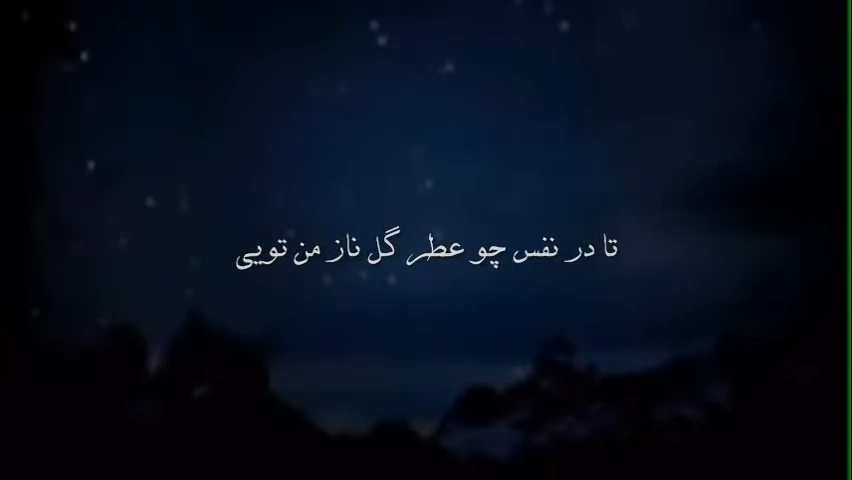 تا در نفس چو عطر گل ناز من تویی